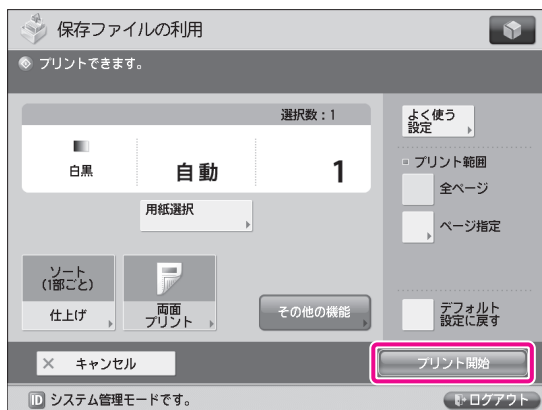 保存ファイルの利用
プリントできます。
選択数:1
白黒
自動
1
用紙選択
ソート
(1部ごと)
仕上げ
両面
プリント
その他の機能
よく使う
設定
プリント範囲
全ページ
ページ指定
デフォルト
設定に戻す
× キャンセル
プリント開始
ID システム管理モードです。
ログアウト